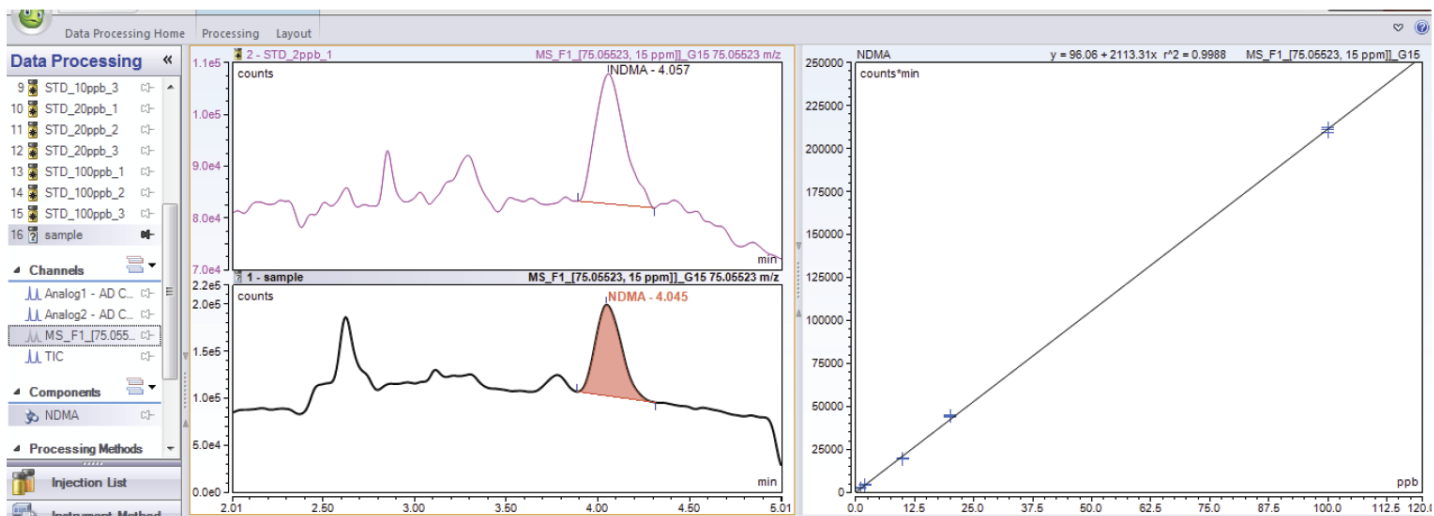 Data Processing Home Processing Layout
Data Processing «
9 STD_10ppb_3
10 STD_20ppb_1
11 STD_20ppb_2
12 STD_20ppb_3
13 STD_100ppb_1
14 STD_100ppb_2
15 STD_100ppb_3
16 ? sample
Channels
Analog1 - AD C...
Analog2 - AD C...
MS_F1_[75.055...
TIC
Components
NDMA
Processing Methods
Injection List
Instrument Method
2 - STD_2ppb_1 MS_F1_[75.05523, 15 ppm]]_G15 75.05523 m/z
1.1e5
counts
NDMA - 4.057
1.0e5
9.0e4
8.0e4
7.0e4
min
1 - sample MS_F1_[75.05523, 15 ppm]]_G15 75.05523 m/z
2.2e5
counts
2.0e5
NDMA - 4.045
1.5e5
1.0e5
5.0e4
0.0e0
min
2.01 2.50 3.00 3.50 4.00 4.50 5.01
NDMA y = 96.06 + 2113.31x r^2 = 0.9988 MS_F1_[75.05523, 15 ppm]]_G15
250000
counts*min
200000
175000
150000
125000
100000
75000
50000
25000
0
ppb
0.0 12.5 25.0 37.5 50.0 62.5 75.0 87.5 100.0 112.5 120.0